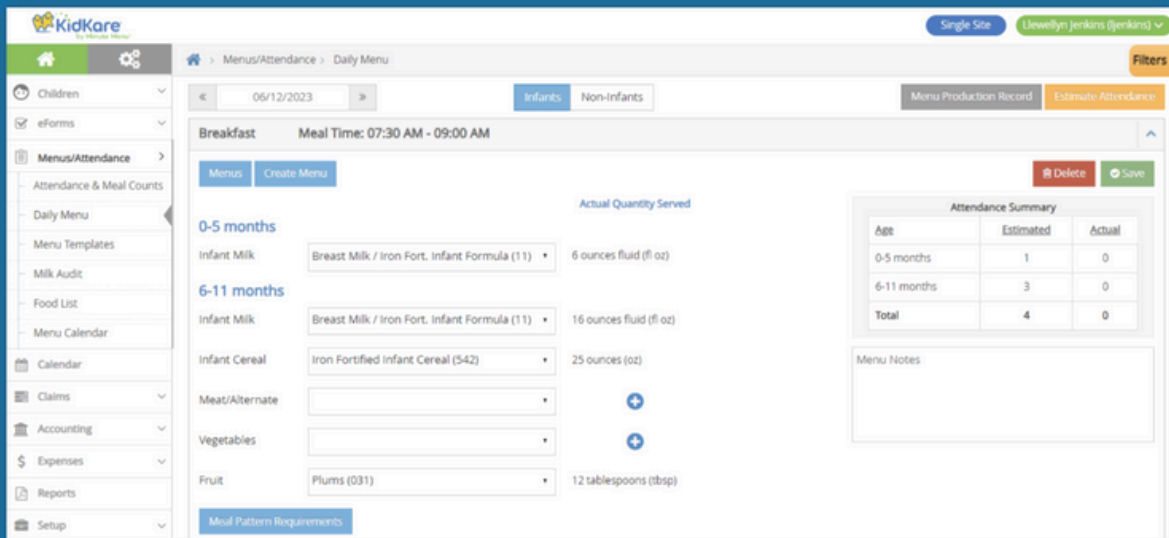 KidKare
by Minute Menu
Single Site
Llewellyn Jenkins (ljenkins)
Menus/Attendance > Daily Menu
Filters
Children
eForms
Menus/Attendance
Attendance & Meal Counts
Daily Menu
Menu Templates
Milk Audit
Food List
Menu Calendar
Calendar
Claims
Accounting
Expenses
Reports
Setup
« 06/12/2023 »
Infants Non-Infants
Menu Production Record Estimate Attendance
Breakfast Meal Time: 07:30 AM - 09:00 AM
Menus Create Menu
Delete Save
Actual Quantity Served
0-5 months
Infant Milk Breast Milk / Iron Fort. Infant Formula (11) 6 ounces fluid (fl oz)
6-11 months
Infant Milk Breast Milk / Iron Fort. Infant Formula (11) 16 ounces fluid (fl oz)
Infant Cereal Iron Fortified Infant Cereal (542) 25 ounces (oz)
Meat/Alternate
Vegetables
Fruit Plums (031) 12 tablespoons (tbsp)
Meal Pattern Requirements
Attendance Summary
Age Estimated Actual
0-5 months 1 0
6-11 months 3 0
Total 4 0
Menu Notes